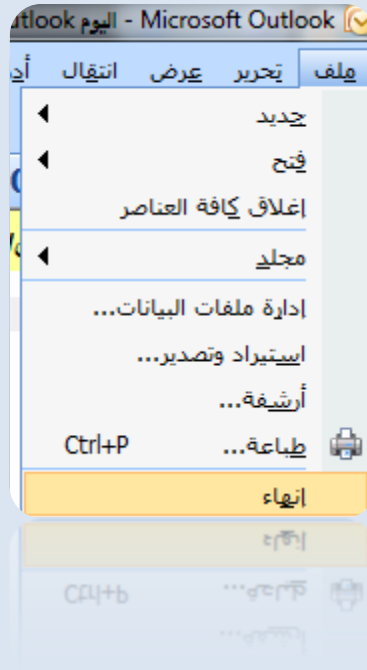 اليوم - Microsoft Outlook
ملف تحرير عرض انتقال
جديد
فتح
إغلاق كافة العناصر
مجلد
إدارة ملفات البيانات...
استيراد وتصدير...
أرشفة...
طباعة... Ctrl+P
إنهاء